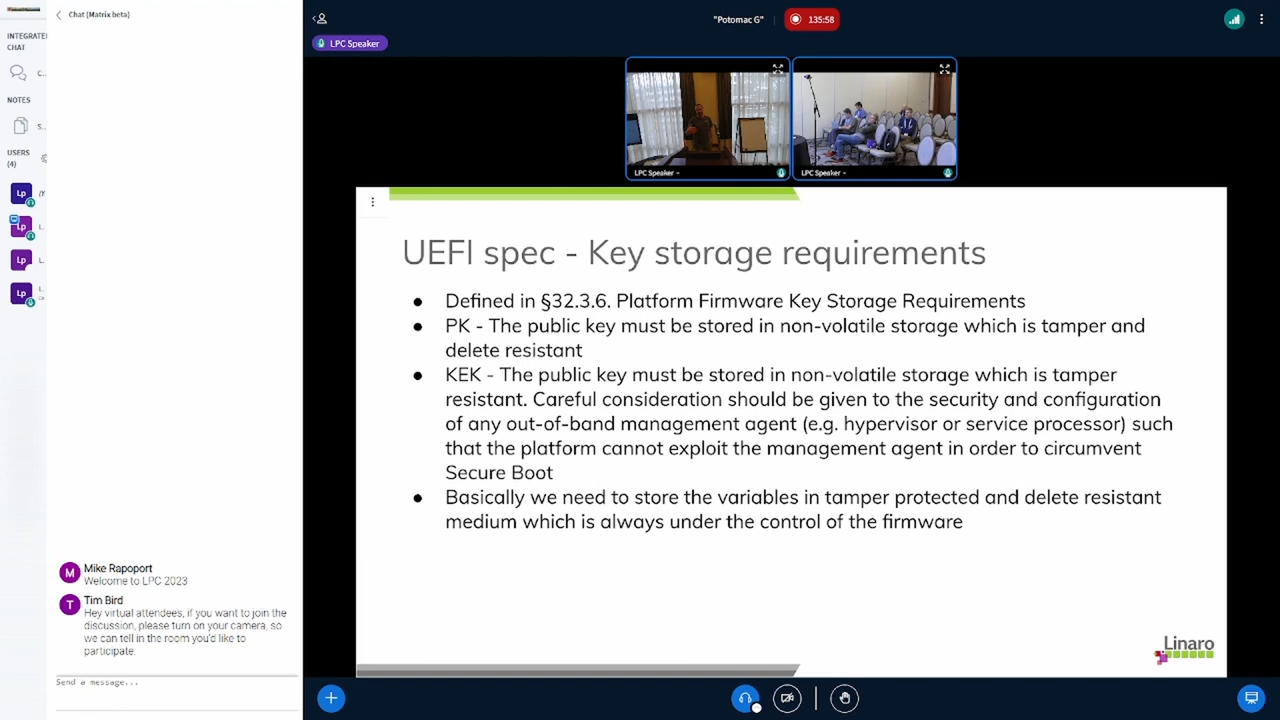 Chat (Matrix beta)
INTEGRATE
CHAT
C..
NOTES
S..
USERS
(4)
Lp
Lp
L..
Lp
L..
Lp
L..
Mike Rapoport
Welcome to LPC 2023
Tim Bird
Hey virtual attendees, if you want to join the
discussion, please turn on your camera, so
we can tell in the room you'd like to
participate.
Send a message...
"Potomac G"
135:58
LPC Speaker
LPC Speaker
LPC Speaker
UEFI spec - Key storage requirements
● Defined in §32.3.6. Platform Firmware Key Storage Requirements
● PK - The public key must be stored in non-volatile storage which is tamper and
delete resistant
● KEK - The public key must be stored in non-volatile storage which is tamper
resistant. Careful consideration should be given to the security and configuration
of any out-of-band management agent (e.g. hypervisor or service processor) such
that the platform cannot exploit the management agent in order to circumvent
Secure Boot
● Basically we need to store the variables in tamper protected and delete resistant
medium which is always under the control of the firmware
Linaro